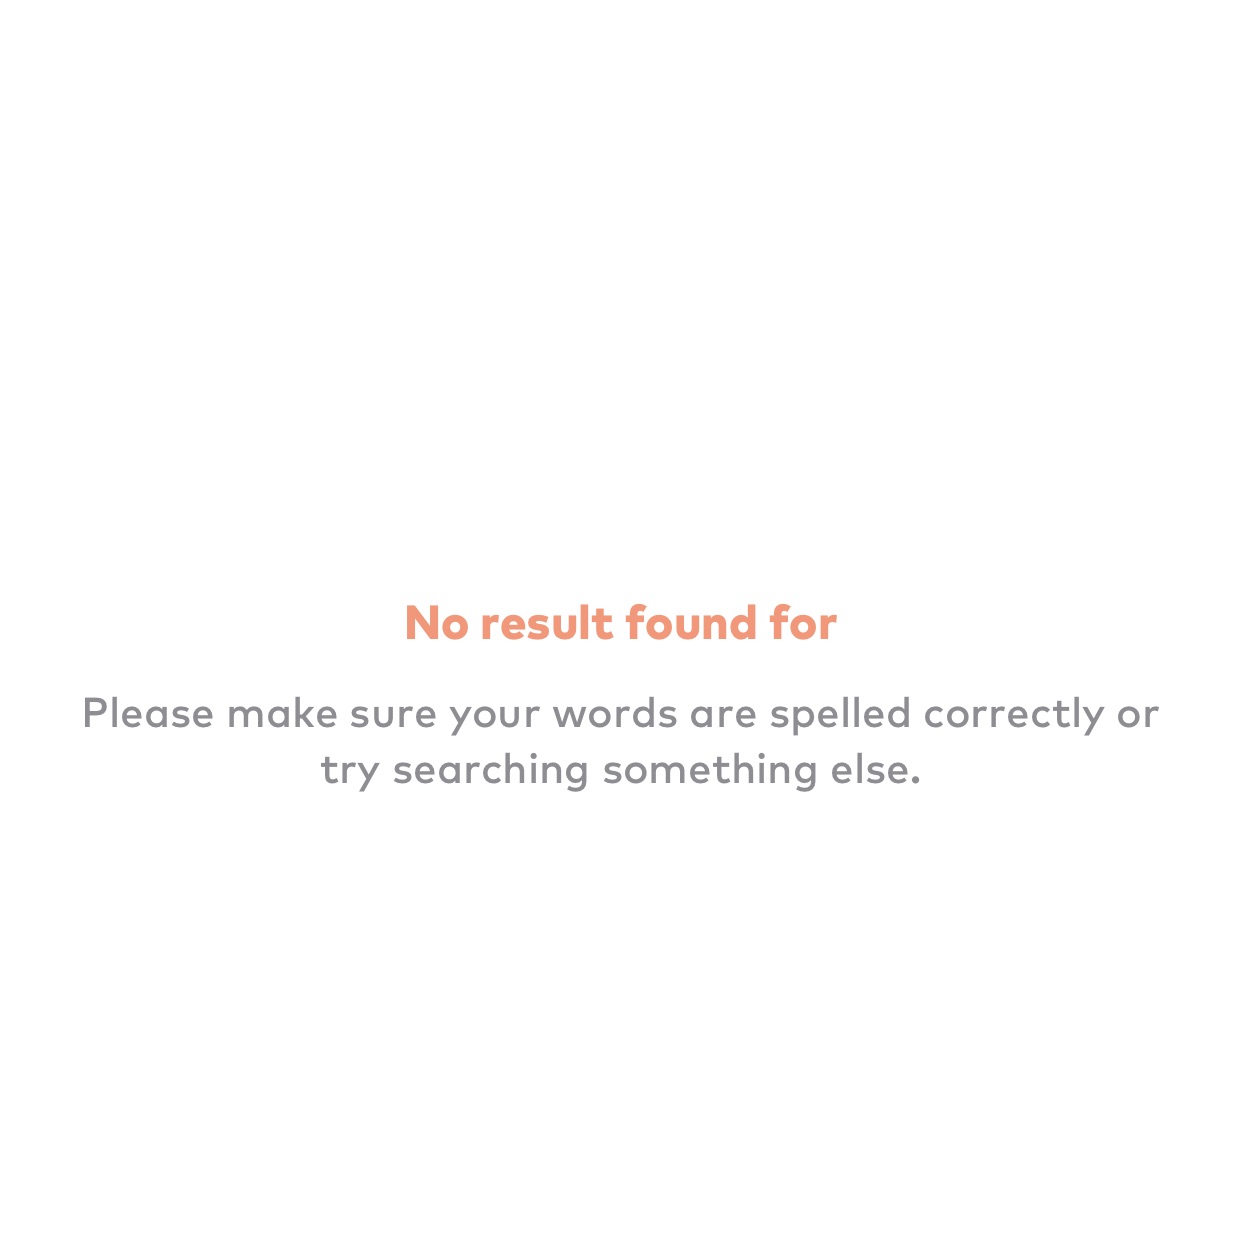 No result found for
Please make sure your words are spelled correctly or
try searching something else.